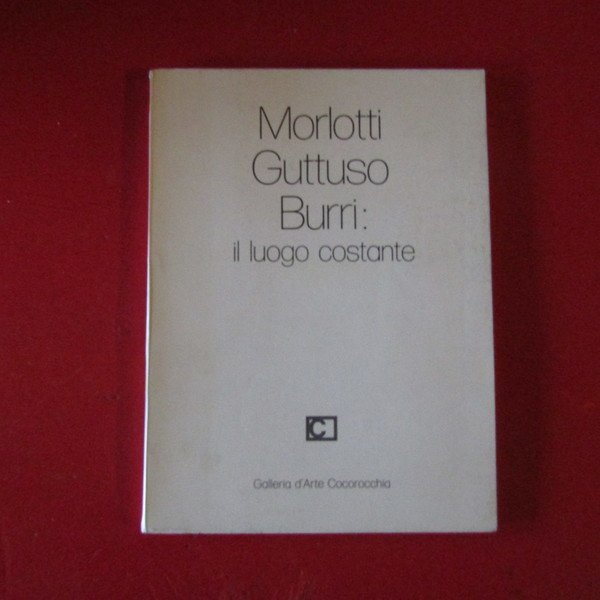 Morlotti
Guttuso
Burri:
il luogo costante
C
Galleria d'Arte Cocorocchia